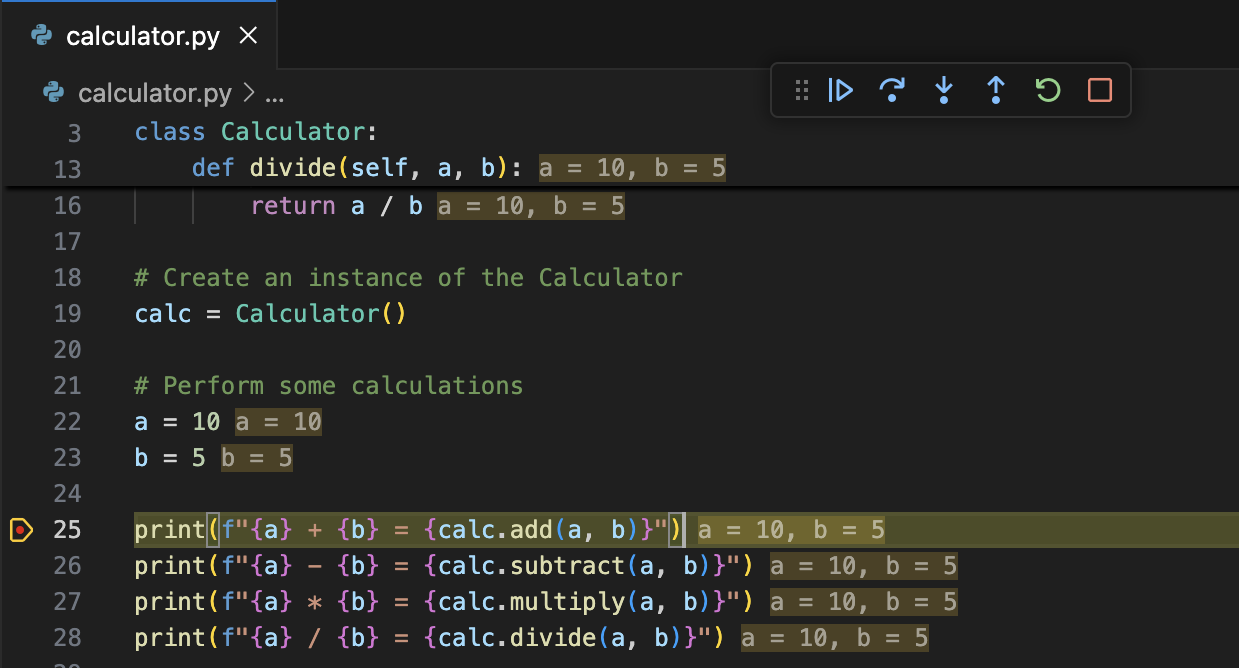 calculator.py
calculator.py > ...
3 class Calculator:
13 def divide(self, a, b): a = 10, b = 5
16 return a / b a = 10, b = 5
17
18 # Create an instance of the Calculator
19 calc = Calculator()
20
21 # Perform some calculations
22 a = 10 a = 10
23 b = 5 b = 5
24
25 print(f"{a} + {b} = {calc.add(a, b)}") a = 10, b = 5
26 print(f"{a} - {b} = {calc.subtract(a, b)}") a = 10, b = 5
27 print(f"{a} * {b} = {calc.multiply(a, b)}") a = 10, b = 5
28 print(f"{a} / {b} = {calc.divide(a, b)}") a = 10, b = 5